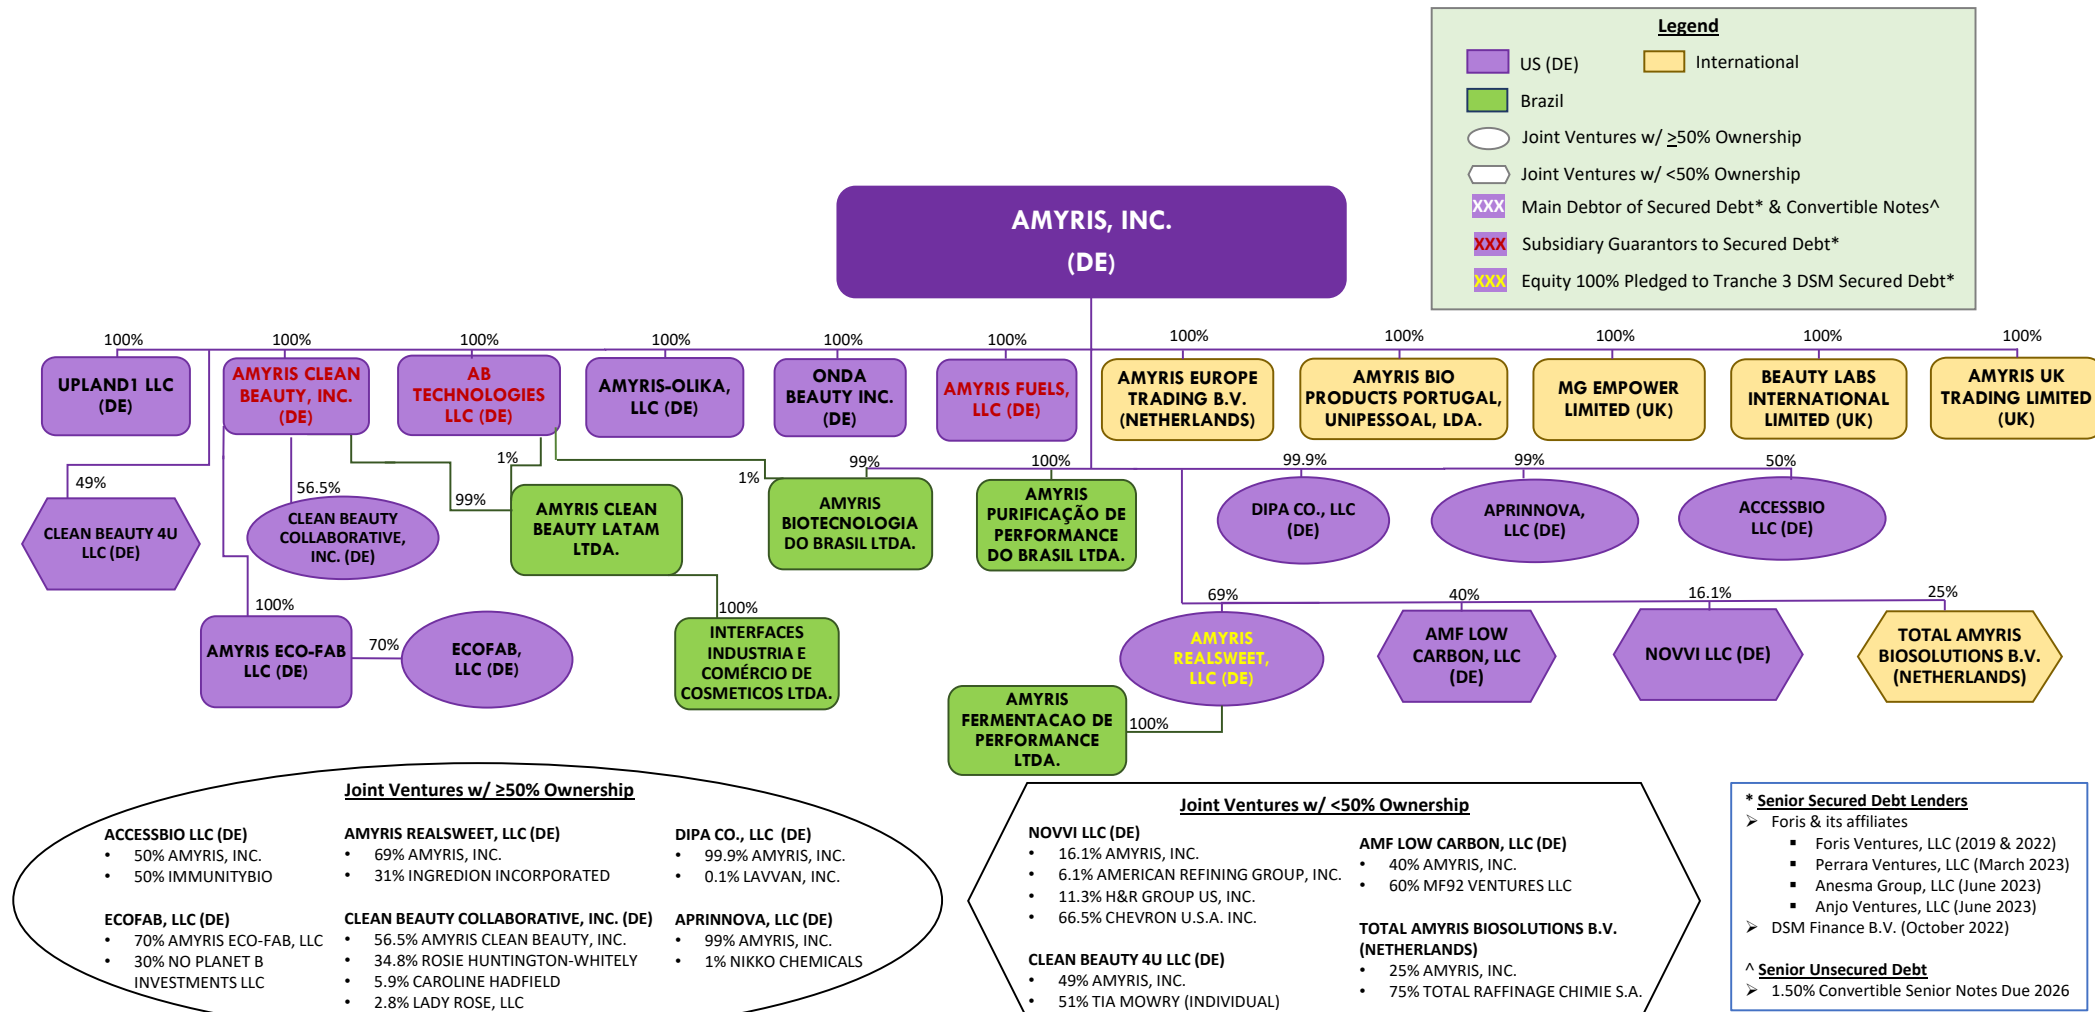 Legend
US (DE)
International
Brazil
Joint Ventures w/ ≥50% Ownership
Joint Ventures w/ <50% Ownership
XXX Main Debtor of Secured Debt* & Convertible Notes^
XXX Subsidiary Guarantors to Secured Debt*
XXX Equity 100% Pledged to Tranche 3 DSM Secured Debt*
AMYRIS, INC.
(DE)
100%
100%
100%
100%
100%
100%
100%
100%
100%
100%
100%
UPLAND1 LLC
(DE)
AMYRIS CLEAN
BEAUTY, INC.
(DE)
AB
TECHNOLOGIES
LLC (DE)
AMYRIS-OLIKA,
LLC (DE)
ONDA
BEAUTY INC.
(DE)
AMYRIS FUELS,
LLC (DE)
AMYRIS EUROPE
TRADING B.V.
(NETHERLANDS)
AMYRIS BIO
PRODUCTS PORTUGAL,
UNIPESSOAL, LDA.
MG EMPOWER
LIMITED (UK)
BEAUTY LABS
INTERNATIONAL
LIMITED (UK)
AMYRIS UK
TRADING LIMITED
(UK)
49%
CLEAN BEAUTY 4U
LLC (DE)
56.5%
CLEAN BEAUTY
COLLABORATIVE,
INC. (DE)
99%
1%
AMYRIS CLEAN
BEAUTY LATAM
LTDA.
1%
99%
AMYRIS
BIOTECNOLOGIA
DO BRASIL LTDA.
100%
AMYRIS
PURIFICAÇÃO DE
PERFORMANCE
DO BRASIL LTDA.
99.9%
DIPA CO., LLC
(DE)
99%
APRINNOVA,
LLC (DE)
50%
ACCESSBIO
LLC (DE)
100%
AMYRIS ECO-FAB
LLC (DE)
70%
ECOFAB,
LLC (DE)
100%
INTERFACES
INDUSTRIA E
COMÉRCIO DE
COSMETICOS LTDA.
69%
AMYRIS
REALSWEET,
LLC (DE)
40%
AMF LOW
CARBON, LLC
(DE)
16.1%
NOVVI LLC (DE)
25%
TOTAL AMYRIS
BIOSOLUTIONS B.V.
(NETHERLANDS)
AMYRIS
FERMENTACAO DE
PERFORMANCE
LTDA.
100%
Joint Ventures w/ ≥50% Ownership
ACCESSBIO LLC (DE)
• 50% AMYRIS, INC.
• 50% IMMUNITYBIO
ECOFAB, LLC (DE)
• 70% AMYRIS ECO-FAB, LLC
• 30% NO PLANET B
INVESTMENTS LLC
AMYRIS REALSWEET, LLC (DE)
• 69% AMYRIS, INC.
• 31% INGREDION INCORPORATED
CLEAN BEAUTY COLLABORATIVE, INC. (DE)
• 56.5% AMYRIS CLEAN BEAUTY, INC.
• 34.8% ROSIE HUNTINGTON-WHITELY
• 5.9% CAROLINE HADFIELD
• 2.8% LADY ROSE, LLC
DIPA CO., LLC (DE)
• 99.9% AMYRIS, INC.
• 0.1% LAVVAN, INC.
APRINNOVA, LLC (DE)
• 99% AMYRIS, INC.
• 1% NIKKO CHEMICALS
Joint Ventures w/ <50% Ownership
NOVVI LLC (DE)
• 16.1% AMYRIS, INC.
• 6.1% AMERICAN REFINING GROUP, INC.
• 11.3% H&R GROUP US, INC.
• 66.5% CHEVRON U.S.A. INC.
CLEAN BEAUTY 4U LLC (DE)
• 49% AMYRIS, INC.
• 51% TIA MOWRY (INDIVIDUAL)
AMF LOW CARBON, LLC (DE)
• 40% AMYRIS, INC.
• 60% MF92 VENTURES LLC
TOTAL AMYRIS BIOSOLUTIONS B.V.
(NETHERLANDS)
• 25% AMYRIS, INC.
• 75% TOTAL RAFFINAGE CHIMIE S.A.
* Senior Secured Debt Lenders
➢ Foris & its affiliates
▪ Foris Ventures, LLC (2019 & 2022)
▪ Perrara Ventures, LLC (March 2023)
▪ Anesma Group, LLC (June 2023)
▪ Anjo Ventures, LLC (June 2023)
➢ DSM Finance B.V. (October 2022)
^ Senior Unsecured Debt
➢ 1.50% Convertible Senior Notes Due 2026